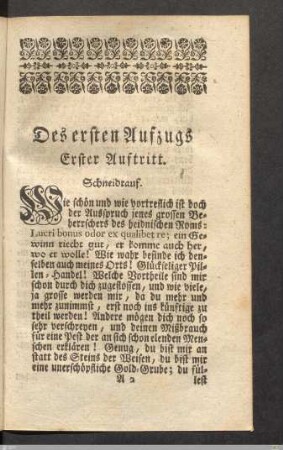 Des ersten Aufzugs
Erster Auftritt.
Schneidrauf.
Wie schön und wie vortreflich ist doch
der Ausspruch jenes grossen Be-
herrschers des heidnischen Roms:
Lucri bonus odor ex qualibet re; ein Ge-
winn riecht gut, er komme auch her,
wo er wolle! Wie wahr befinde ich den-
selben auch meines Orts! Glückseliger Pil-
len-Handel! Welche Vortheile sind mir
schon durch dich zugeflossen, und wie viele,
ja grosse werden mir, da du mehr und
mehr zunimmst, erst noch ins künftige zu
theil werden! Andere mögen dich noch so
sehr verschreyen, und deinen Mißbrauch
für eine Pest der an sich schon elenden Men-
schen erklären! Genug, du bist mir an
statt des Steins der Weisen, du bist mir
eine unerschöpfliche Gold-Grube; du fül-
A 2 lest